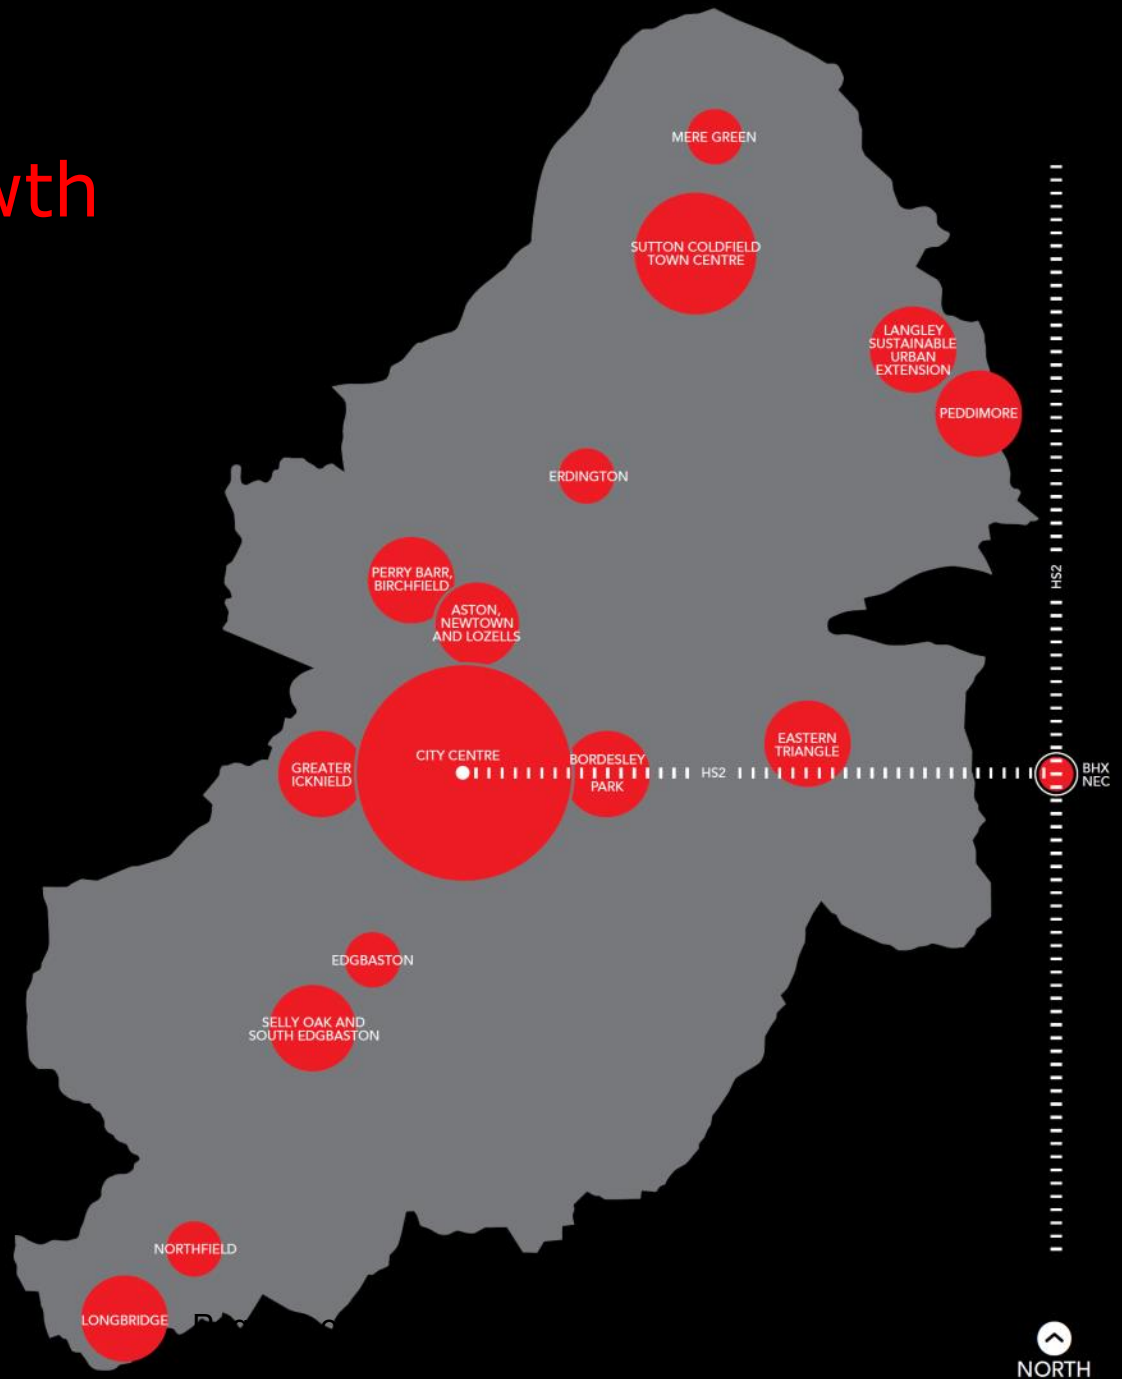 wth
MERE GREEN
SUTTON COLDFIELD
TOWN CENTRE
LANGLEY
SUSTAINABLE
URBAN
EXTENSION
PEDDIMORE
ERDINGTON
PERRY BARR,
BIRCHFIELD
HS2
ASTON,
NEWTOWN
AND LOZELLS
CITY CENTRE
GREATER
ICKNIELD
BORDESLEY
PARK
HS2
EASTERN
TRIANGLE
BHX
NEC
EDGBASTON
SELLY OAK AND
SOUTH EDGBASTON
NORTHFIELD
LONGBRIDGE
NORTH